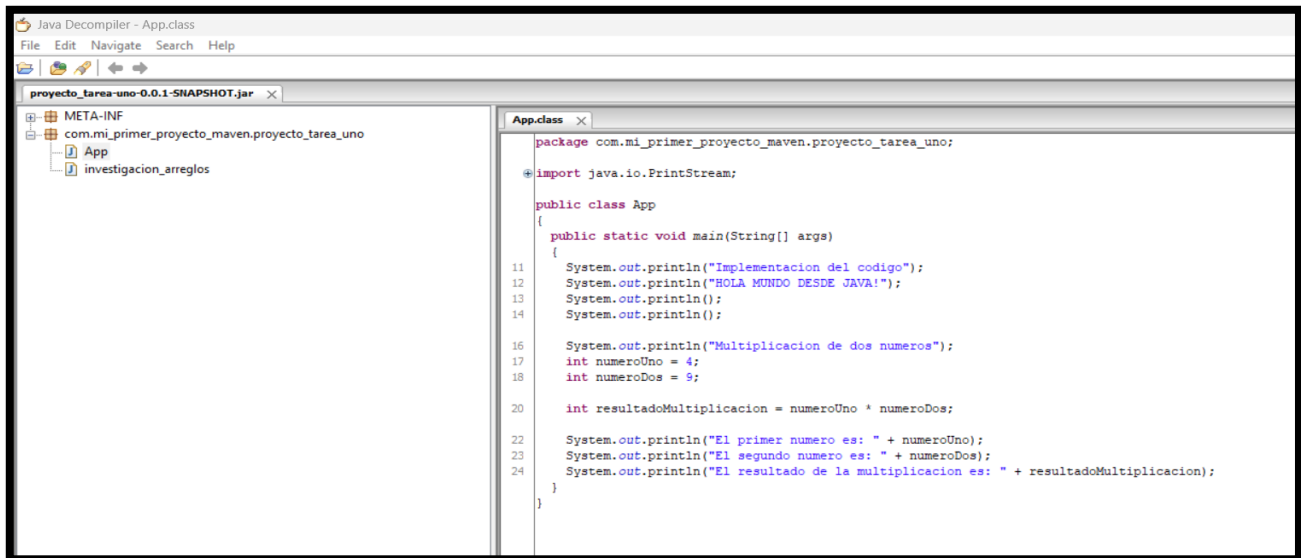 Java Decompiler - App.class
File Edit Navigate Search Help
proyecto_tarea-uno-0.0.1-SNAPSHOT.jar
META-INF
com.mi_primer_proyecto_maven.proyecto_tarea_uno
App
investigacion_arreglos
App.class
package com.mi_primer_proyecto_maven.proyecto_tarea_uno;
import java.io.PrintStream;
public class App
{
public static void main(String[] args)
{
11 System.out.println("Implementacion del codigo");
12 System.out.println("HOLA MUNDO DESDE JAVA!");
13 System.out.println();
14 System.out.println();
16 System.out.println("Multiplicacion de dos numeros");
17 int numeroUno = 4;
18 int numeroDos = 9;
20 int resultadoMultiplicacion = numeroUno * numeroDos;
22 System.out.println("El primer numero es: " + numeroUno);
23 System.out.println("El segundo numero es: " + numeroDos);
24 System.out.println("El resultado de la multiplicacion es: " + resultadoMultiplicacion);
}
}